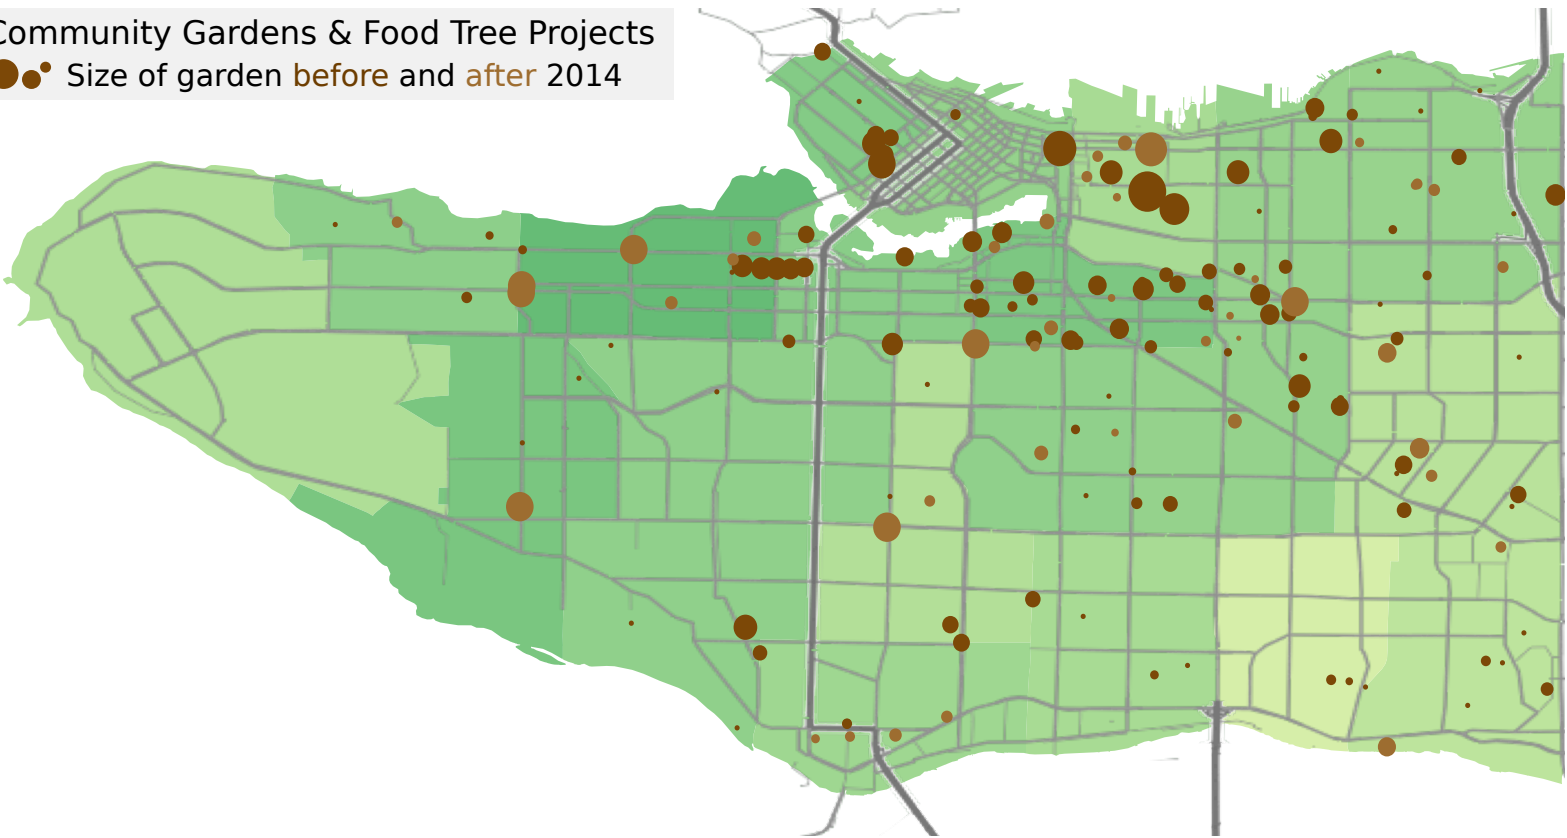 Community Gardens & Food Tree Projects
Size of garden before and after 2014